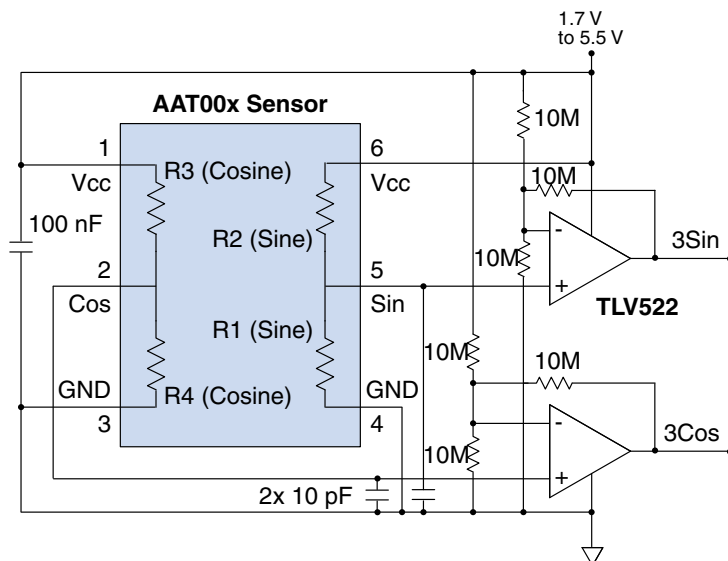 1.7 V
to 5.5 V
AAT00x Sensor
10M
1
6
R3 (Cosine)
Vcc
Vcc
10M
100 nF
R2 (Sine)
-
3Sin
10M
2
5
Cos
Sin
+
TLV522
R1 (Sine)
10M
10M
GND
GND
R4 (Cosine)
3
4
-
3Cos
10M
+
2x 10 pF